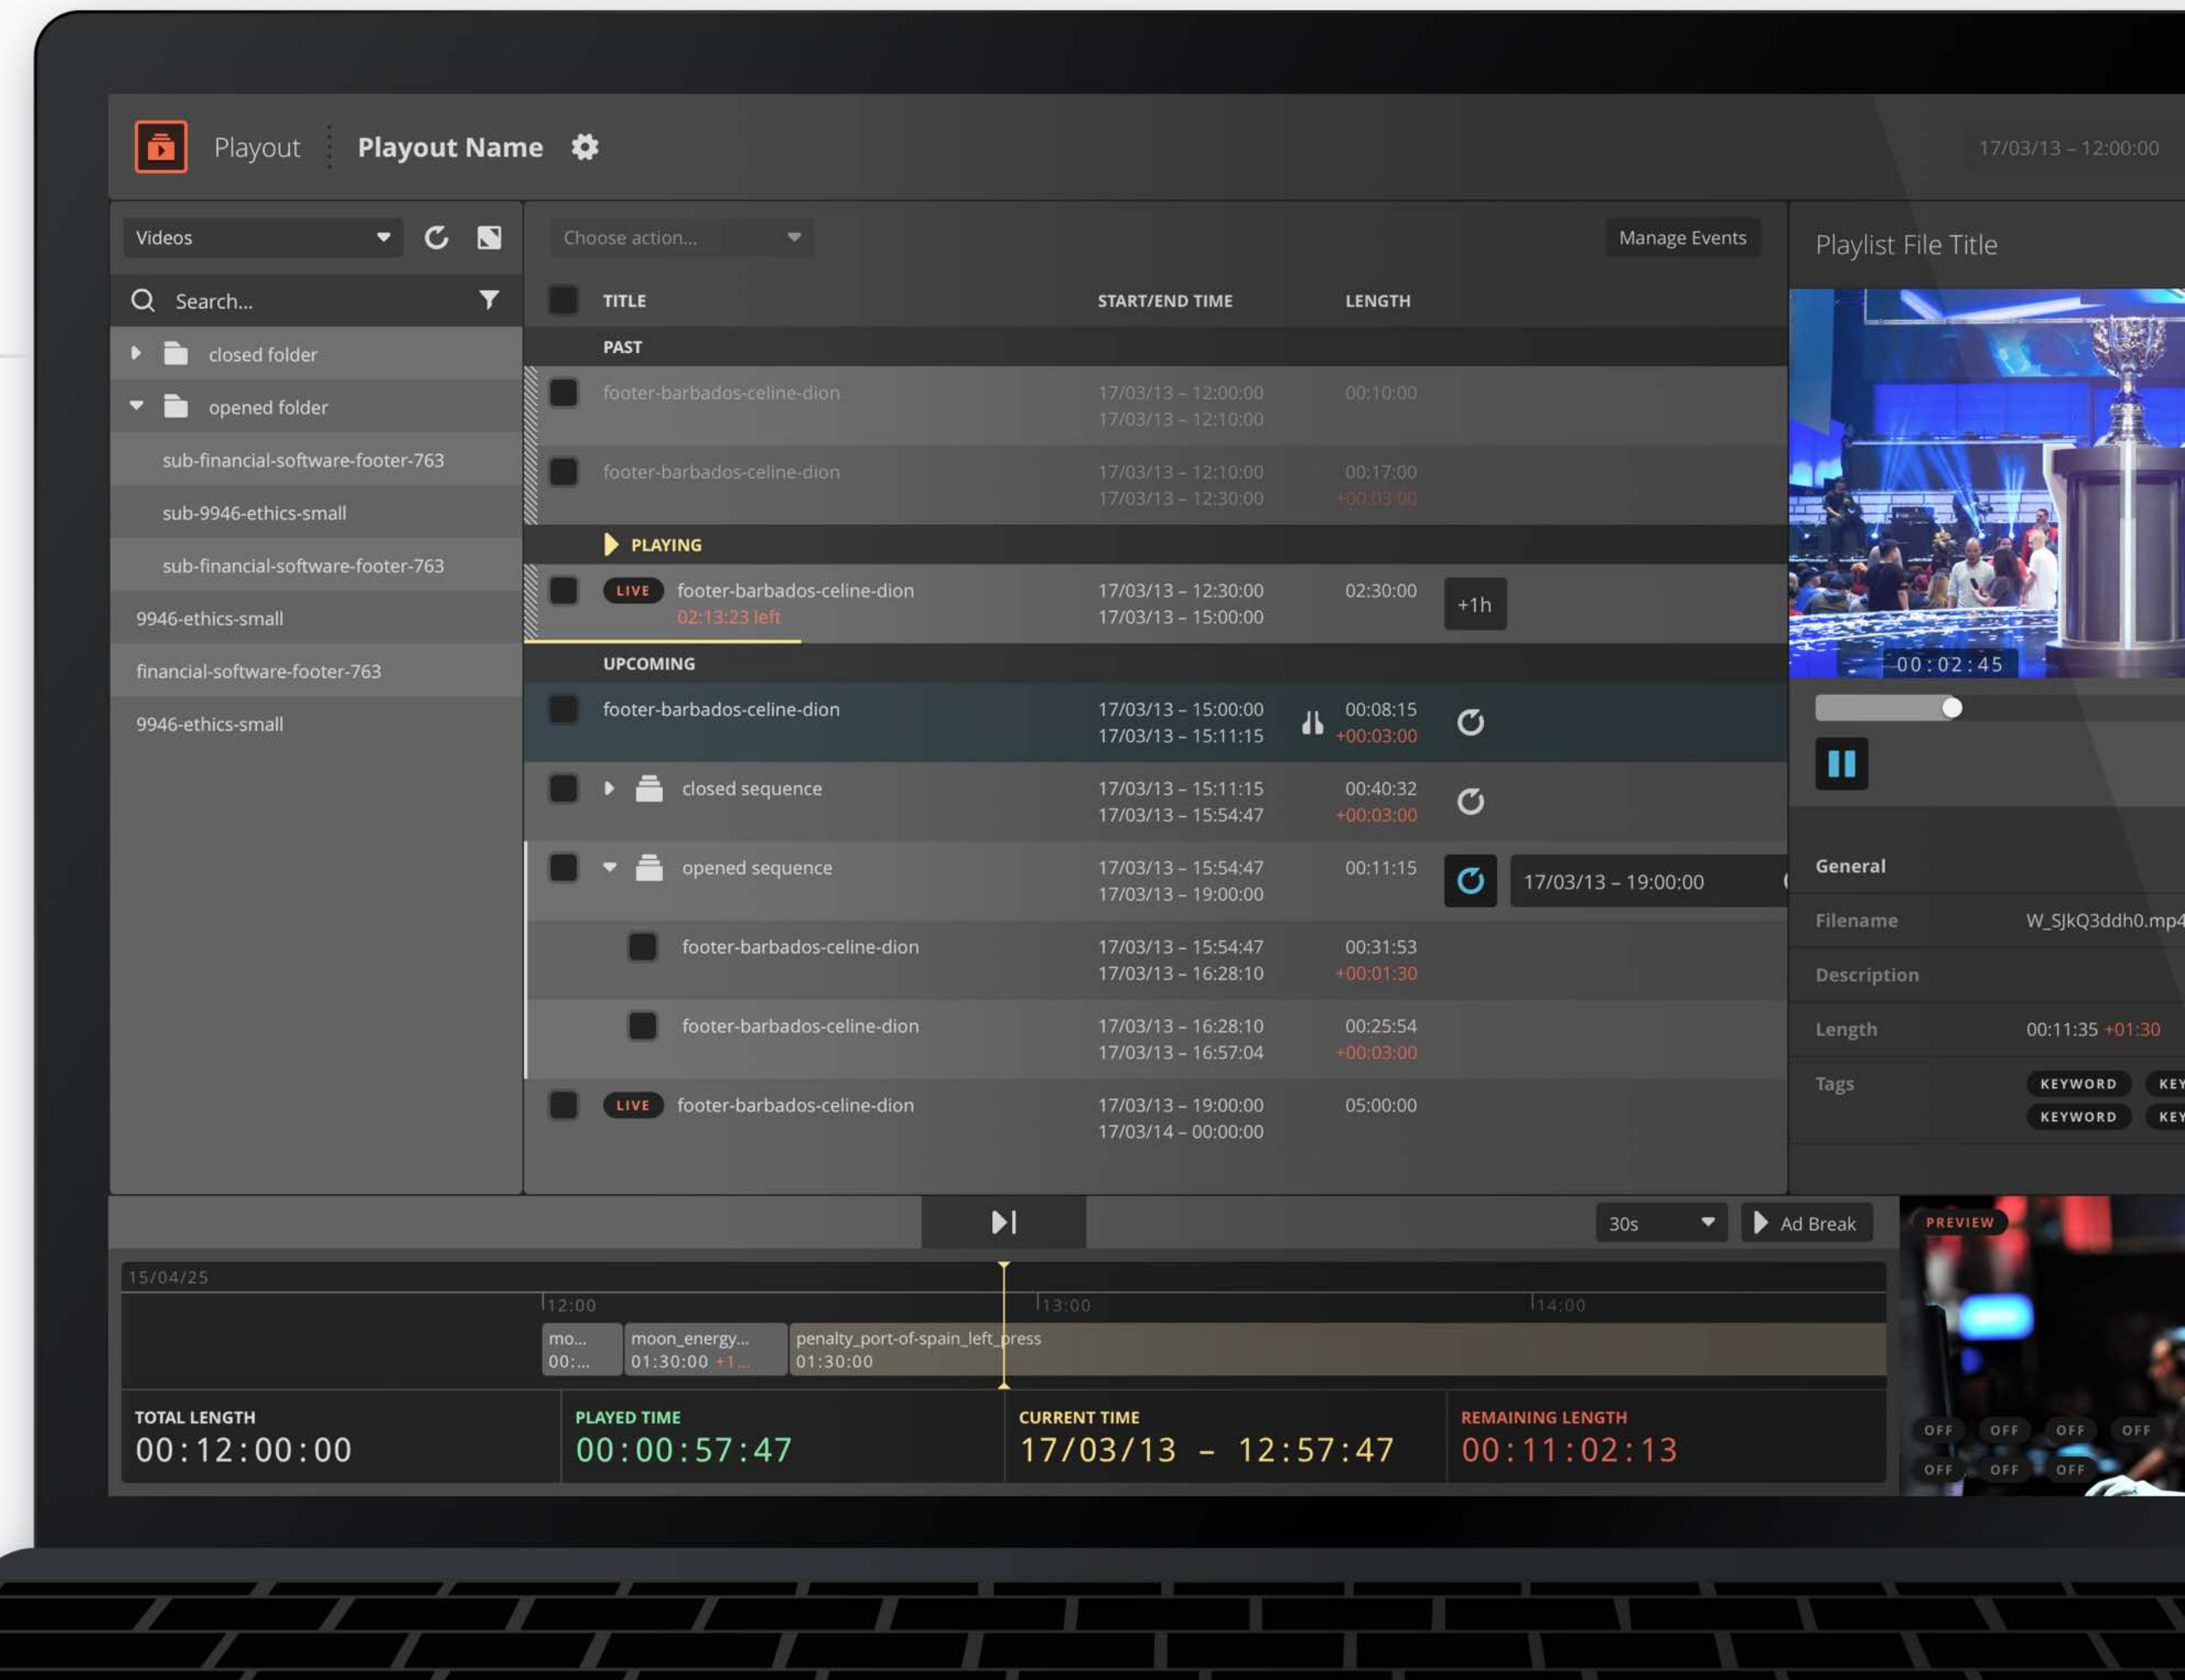 Playout
Playout Name
17/03/13 – 12:00:00
Videos
Search...
closed folder
opened folder
sub-financial-software-footer-763
sub-9946-ethics-small
sub-financial-software-footer-763
9946-ethics-small
financial-software-footer-763
9946-ethics-small
Choose action...
Manage Events
TITLE START/END TIME LENGTH
PAST
footer-barbados-celine-dion 17/03/13 – 12:00:00 00:10:00
17/03/13 – 12:10:00
footer-barbados-celine-dion 17/03/13 – 12:10:00 00:17:00
17/03/13 – 12:30:00 +00:03:00
PLAYING
LIVE footer-barbados-celine-dion 17/03/13 – 12:30:00 02:30:00 +1h
02:13:23 left 17/03/13 – 15:00:00
UPCOMING
footer-barbados-celine-dion 17/03/13 – 15:00:00 00:08:15
17/03/13 – 15:11:15 +00:03:00
closed sequence 17/03/13 – 15:11:15 00:40:32
17/03/13 – 15:54:47 +00:03:00
opened sequence 17/03/13 – 15:54:47 00:11:15 17/03/13 – 19:00:00
17/03/13 – 19:00:00
footer-barbados-celine-dion 17/03/13 – 15:54:47 00:31:53
17/03/13 – 16:28:10 +00:01:30
footer-barbados-celine-dion 17/03/13 – 16:28:10 00:25:54
17/03/13 – 16:57:04 +00:03:00
LIVE footer-barbados-celine-dion 17/03/13 – 19:00:00 05:00:00
17/03/14 – 00:00:00
Playlist File Title
00:02:45
General
Filename W_SJkQ3ddh0.mp4
Description
Length 00:11:35 +01:30
Tags KEYWORD KEY
KEYWORD KEY
30s
Ad Break
PREVIEW
15/04/25
12:00 13:00 14:00
mo... moon_energy... penalty_port-of-spain_left_press
00:... 01:30:00 +1... 01:30:00
TOTAL LENGTH PLAYED TIME CURRENT TIME REMAINING LENGTH
00:12:00:00 00:00:57:47 17/03/13 – 12:57:47 00:11:02:13
OFF OFF OFF OFF
OFF OFF OFF